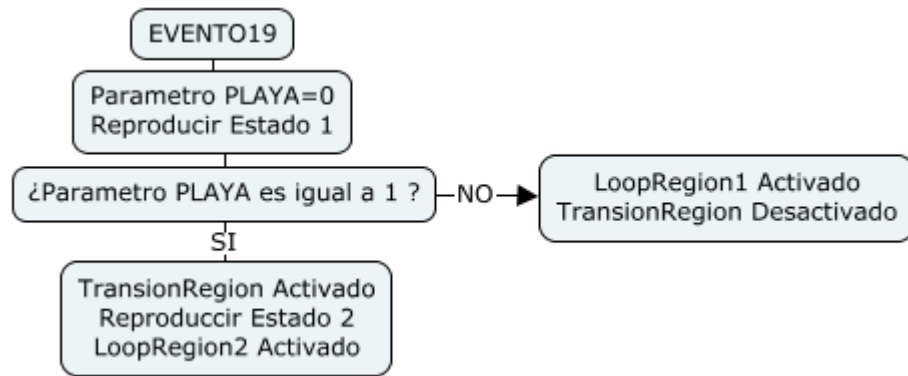 EVENTO19
Parametro PLAYA=0
Reproducir Estado 1
¿Parametro PLAYA es igual a 1 ?
NO
LoopRegion1 Activado
TransionRegion Desactivado
SI
TransionRegion Activado
Reproduccir Estado 2
LoopRegion2 Activado